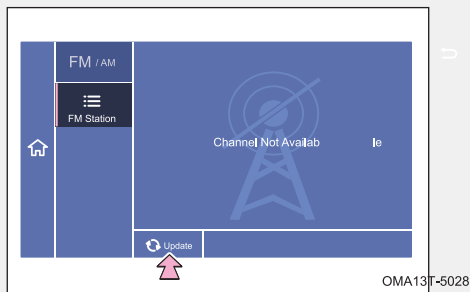 FM / AM
FM Station
Channel Not Availab le
Update
OMA13T-5028